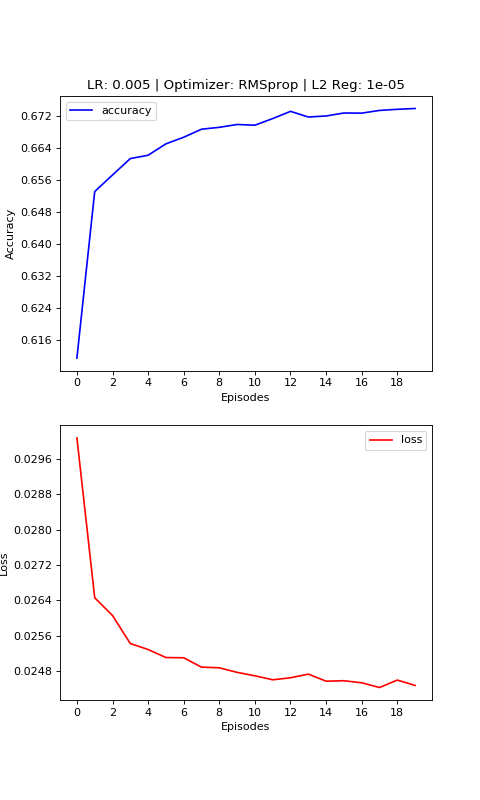 LR: 0.005 | Optimizer: RMSprop | L2 Reg: 1e-05
accuracy
0.672
0.664
0.656
0.648
0.640
0.632
0.624
0.616
Accuracy
0 2 4 6 8 10 12 14 16 18
Episodes
loss
0.0296
0.0288
0.0280
0.0272
0.0264
0.0256
0.0248
Loss
0 2 4 6 8 10 12 14 16 18
Episodes